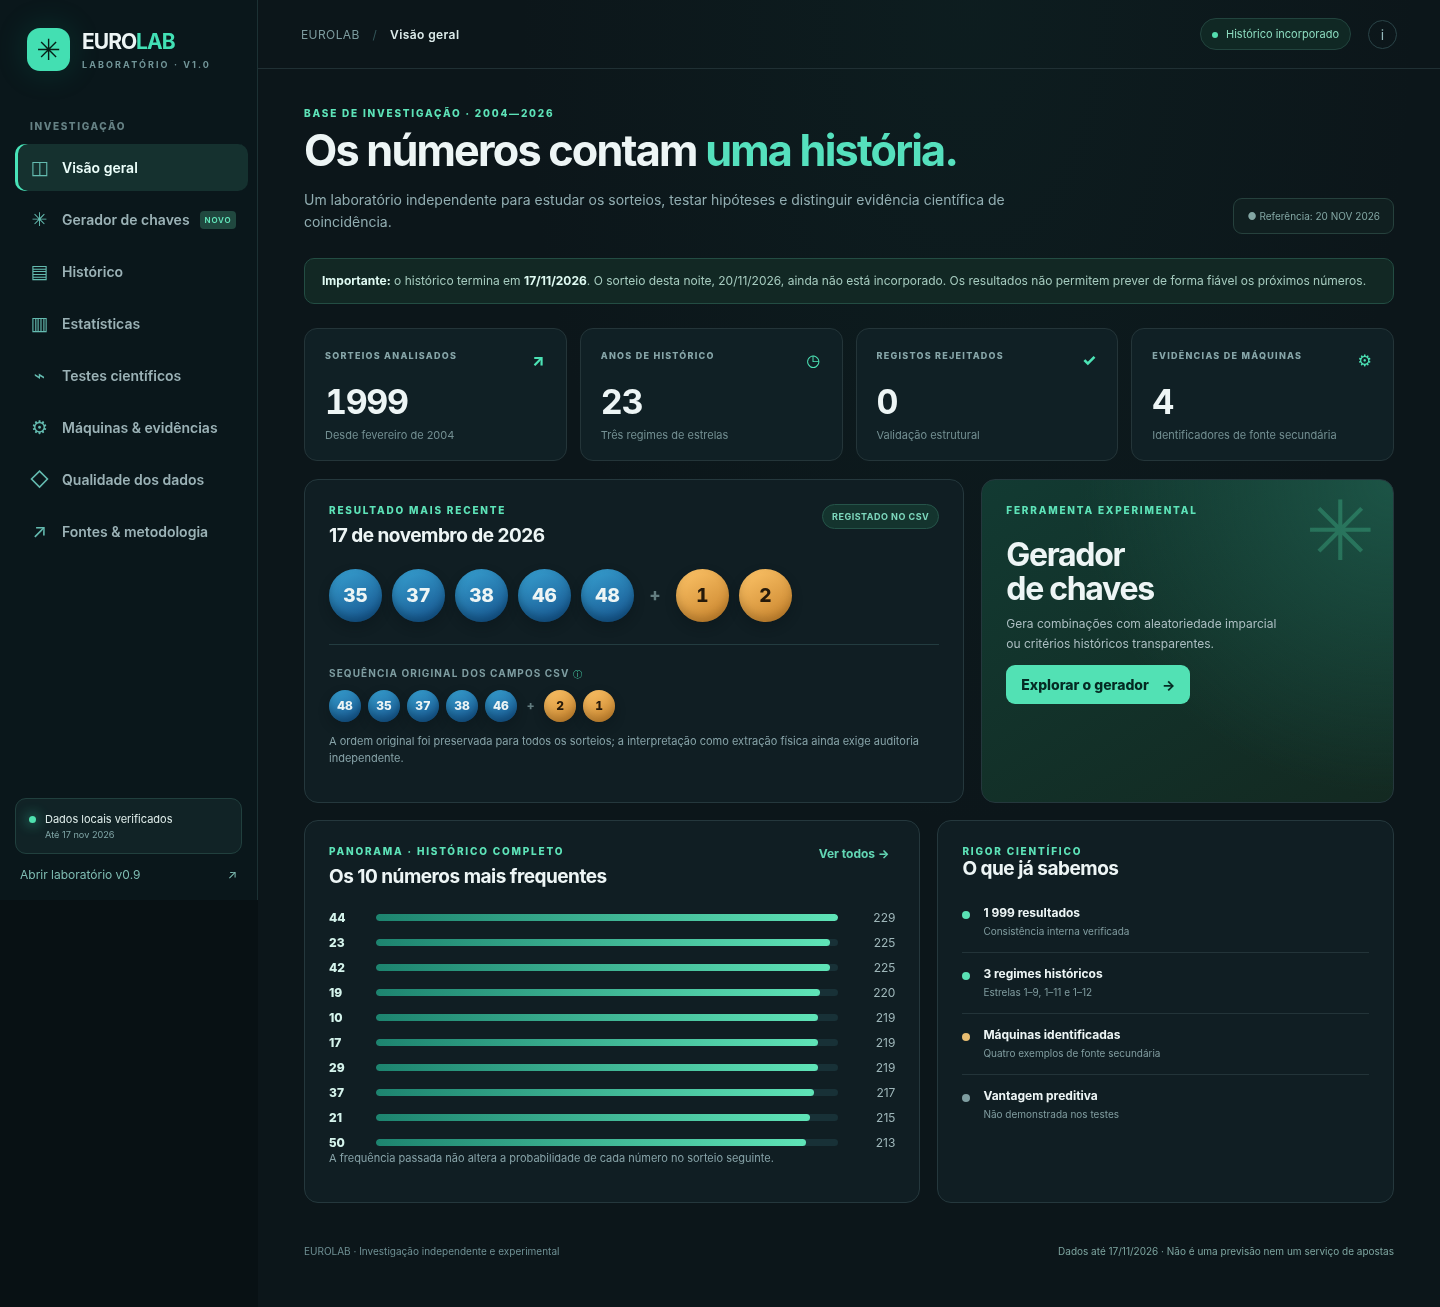 EUROLAB
LABORATÓRIO · V1.0
INVESTIGAÇÃO
Visão geral
Gerador de chaves NOVO
Histórico
Estatísticas
Testes científicos
Máquinas & evidências
Qualidade dos dados
Fontes & metodologia
Dados locais verificados
Até 17 nov 2026
Abrir laboratório v0.9 ↗
EUROLAB / Visão geral
Histórico incorporado
i
BASE DE INVESTIGAÇÃO · 2004—2026
Os números contam uma história.
Um laboratório independente para estudar os sorteios, testar hipóteses e distinguir evidência científica de
coincidência.
Referência: 20 NOV 2026
Importante: o histórico termina em 17/11/2026. O sorteio desta noite, 20/11/2026, ainda não está incorporado. Os resultados não permitem prever de forma fiável os próximos números.
SORTEIOS ANALISADOS
1999
Desde fevereiro de 2004
ANOS DE HISTÓRICO
23
Três regimes de estrelas
REGISTOS REJEITADOS
0
Validação estrutural
EVIDÊNCIAS DE MÁQUINAS
4
Identificadores de fonte secundária
RESULTADO MAIS RECENTE
17 de novembro de 2026
REGISTADO NO CSV
35 37 38 46 48 + 1 2
SEQUÊNCIA ORIGINAL DOS CAMPOS CSV ⓘ
48 35 37 38 46 + 2 1
A ordem original foi preservada para todos os sorteios; a interpretação como extração física ainda exige auditoria
independente.
FERRAMENTA EXPERIMENTAL
Gerador
de chaves
Gera combinações com aleatoriedade imparcial
ou critérios históricos transparentes.
Explorar o gerador →
PANORAMA · HISTÓRICO COMPLETO
Os 10 números mais frequentes
Ver todos →
44 229
23 225
42 225
19 220
10 219
17 219
29 219
37 217
21 215
50 213
A frequência passada não altera a probabilidade de cada número no sorteio seguinte.
RIGOR CIENTÍFICO
O que já sabemos
1 999 resultados
Consistência interna verificada
3 regimes históricos
Estrelas 1–9, 1–11 e 1–12
Máquinas identificadas
Quatro exemplos de fonte secundária
Vantagem preditiva
Não demonstrada nos testes
EUROLAB · Investigação independente e experimental
Dados até 17/11/2026 · Não é uma previsão nem um serviço de apostas